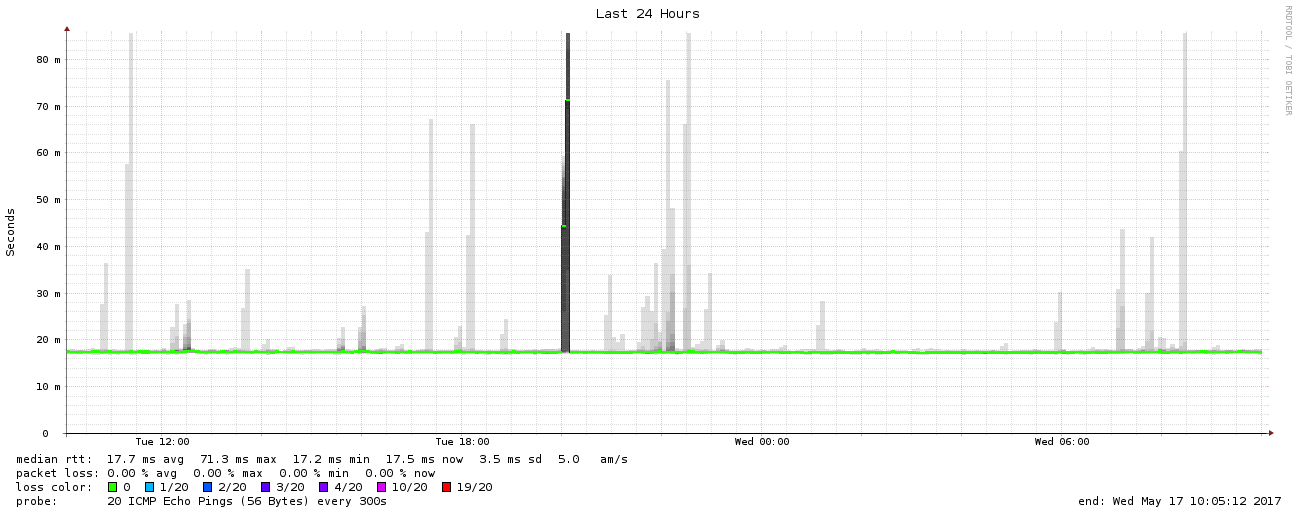 Last 24 Hours
RRDTOOL / TOBI OETIKER
Seconds
80 m
70 m
60 m
50 m
40 m
30 m
20 m
10 m
0
Tue 12:00 Tue 18:00 Wed 00:00 Wed 06:00
median rtt: 17.7 ms avg 71.3 ms max 17.2 ms min 17.5 ms now 3.5 ms sd 5.0 am/s
packet loss: 0.00 % avg 0.00 % max 0.00 % min 0.00 % now
loss color: 0 1/20 2/20 3/20 4/20 10/20 19/20
probe: 20 ICMP Echo Pings (56 Bytes) every 300s end: Wed May 17 10:05:12 2017